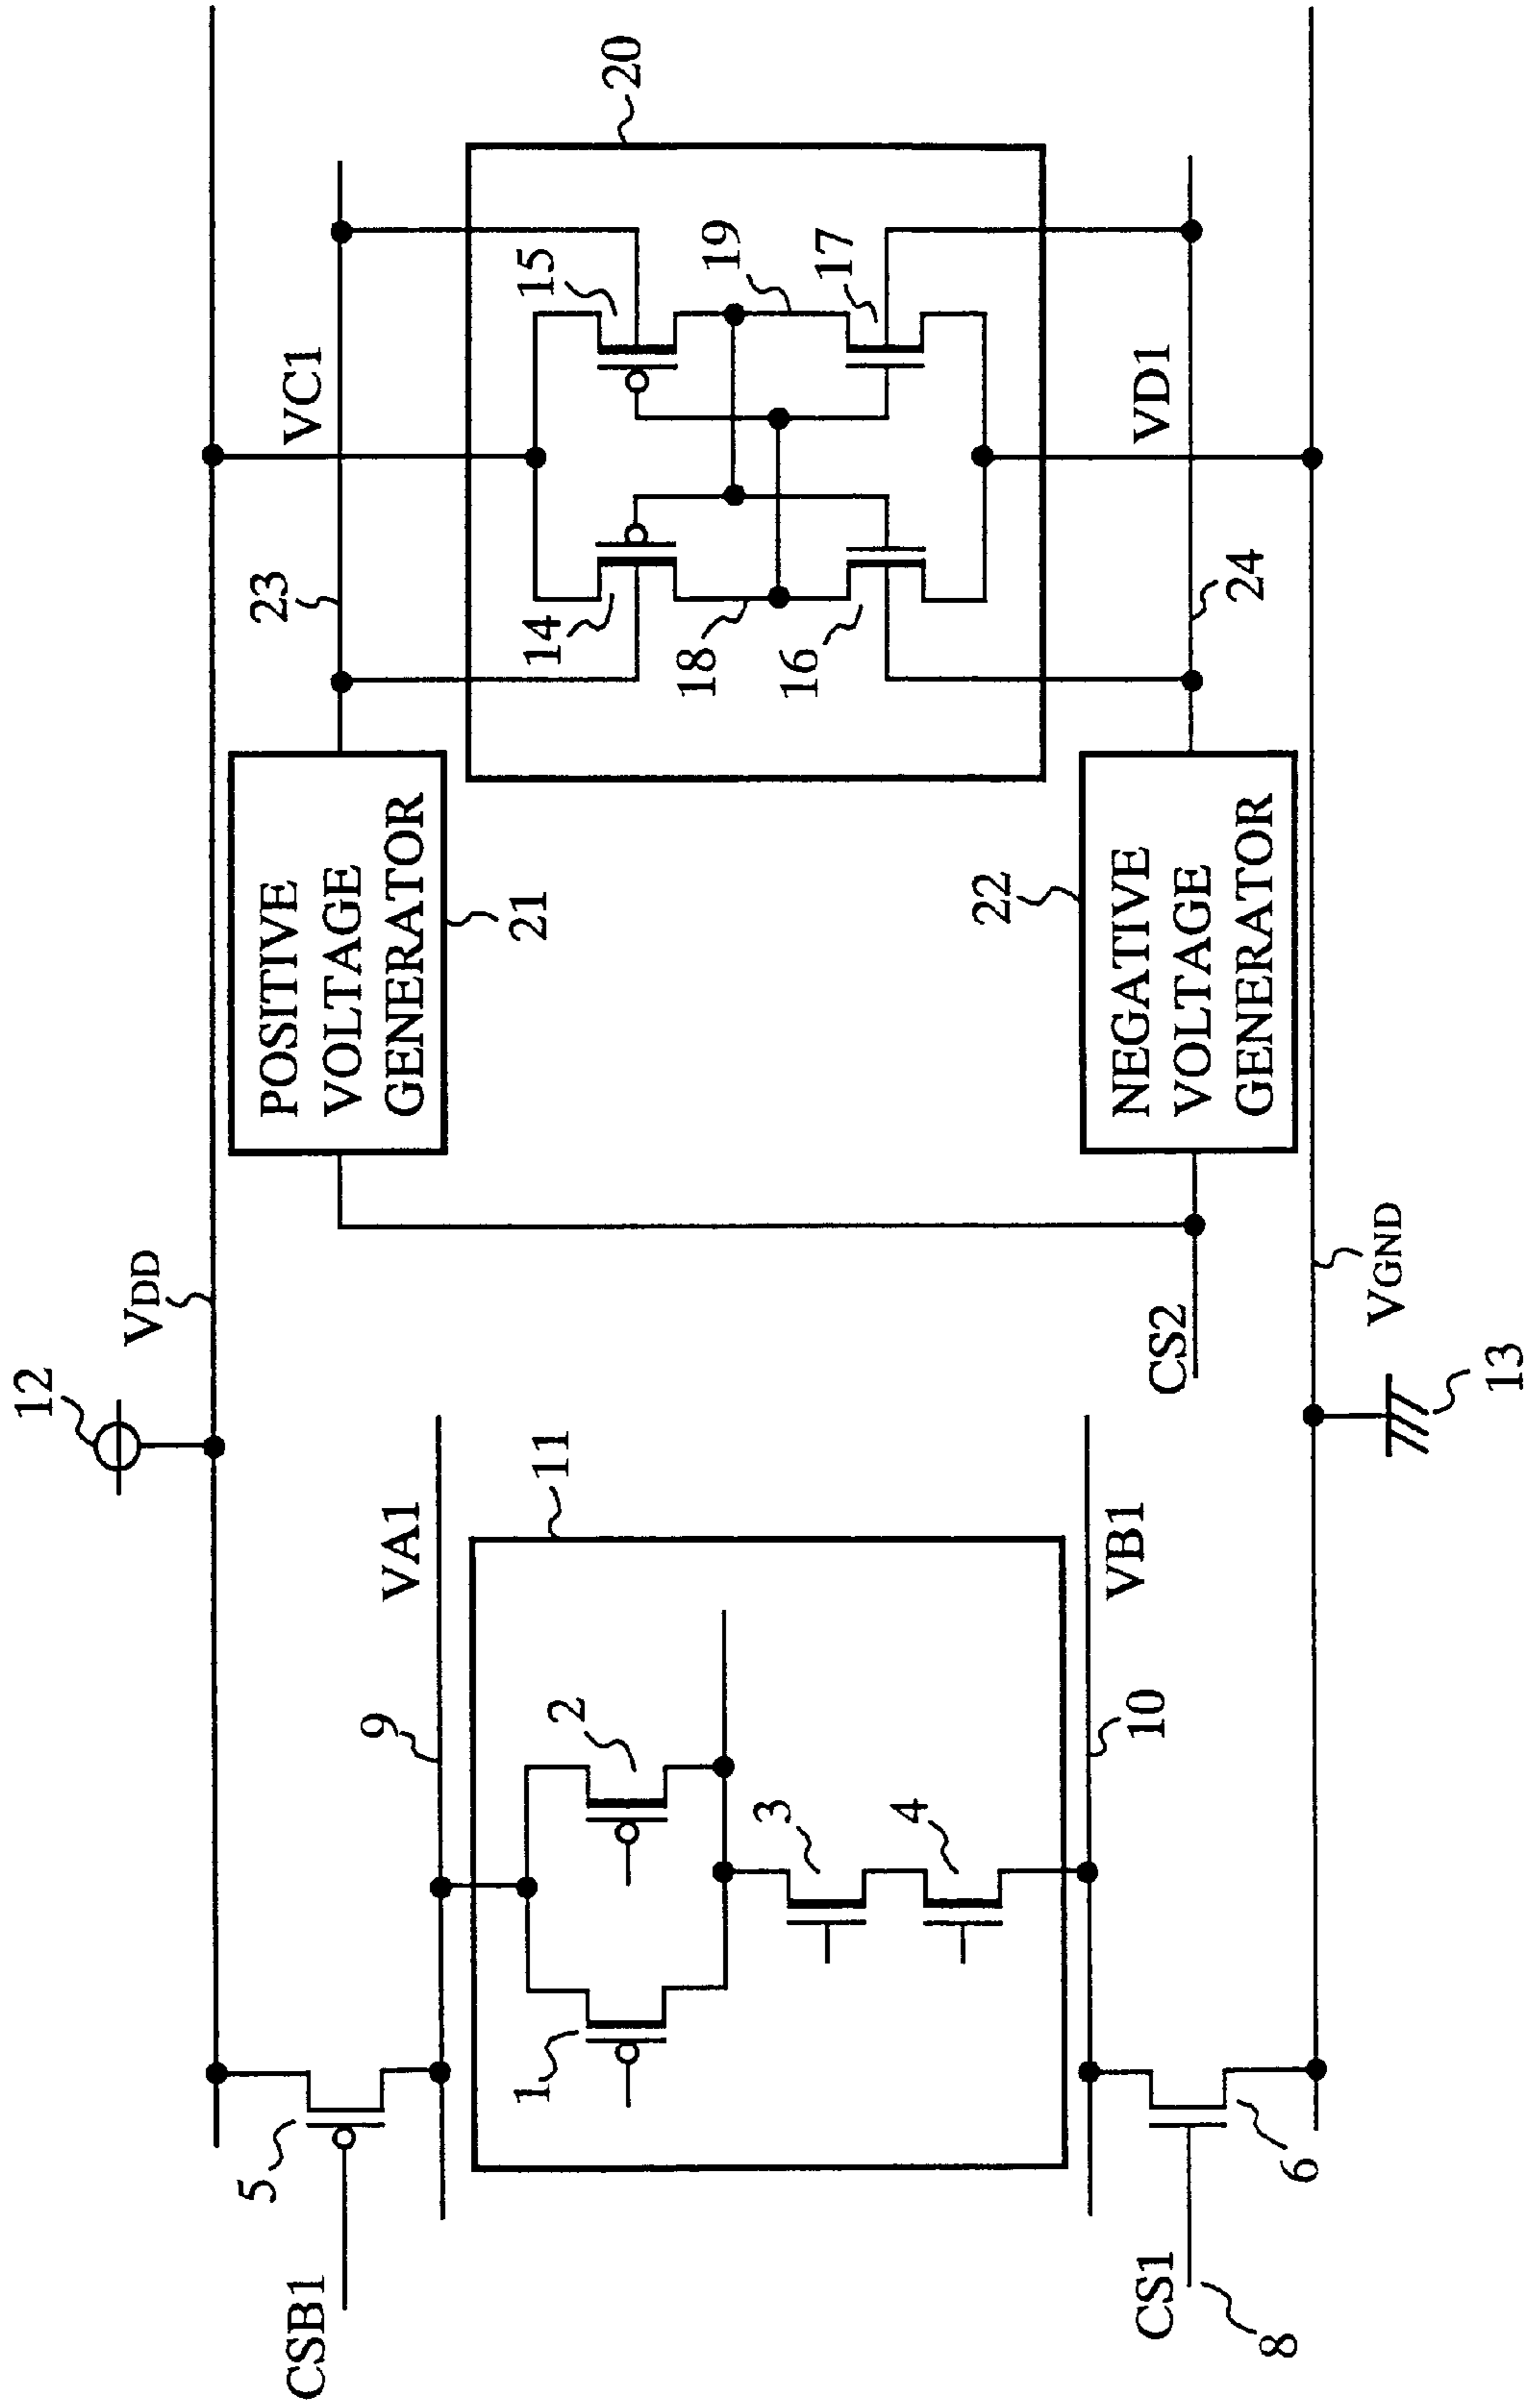 12
VDD
VC1
23
20
POSITIVE
VOLTAGE
GENERATOR
21
14
15
18
19
16
17
CSB1
5
VA1
9
11
1
2
3
4
VB1
10
CS1
8
6
CS2
22
NEGATIVE
VOLTAGE
GENERATOR
VD1
24
VGND
13